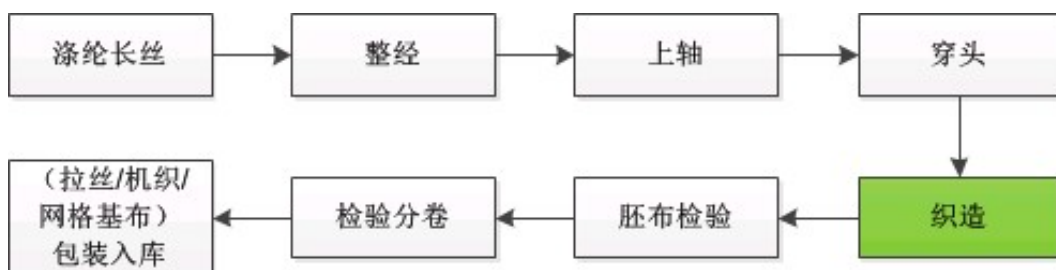 涤纶长丝
整经
上轴
穿头
织造
胚布检验
检验分卷
（拉丝/机织/
网格基布）
包装入库